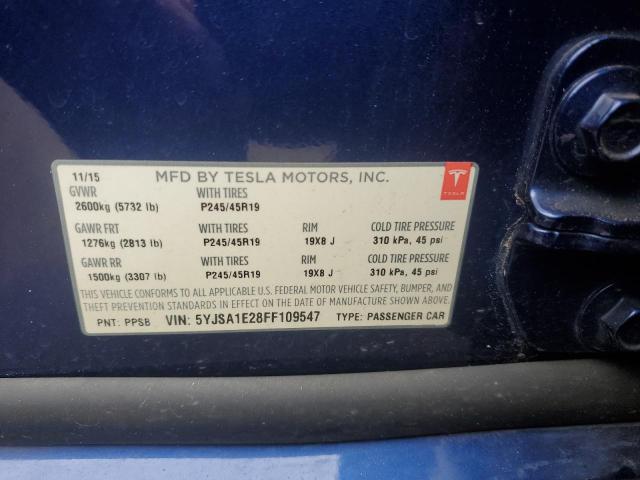 11/15 MFD BY TESLA MOTORS, INC.
GVWR WITH TIRES
2600kg (5732 lb) P245/45R19
TESLA
GAWR FRT WITH TIRES RIM COLD TIRE PRESSURE
1276kg (2813 lb) P245/45R19 19X8 J 310 kPa, 45 psi
GAWR RR WITH TIRES RIM COLD TIRE PRESSURE
1500kg (3307 lb) P245/45R19 19X8 J 310 kPa, 45 psi
THIS VEHICLE CONFORMS TO ALL APPLICABLE U.S. FEDERAL MOTOR VEHICLE SAFETY, BUMPER, AND
THEFT PREVENTION STANDARDS IN EFFECT ON THE DATE OF MANUFACTURE SHOWN ABOVE.
PNT: PPSB VIN: 5YJSA1E28FF109547 TYPE: PASSENGER CAR